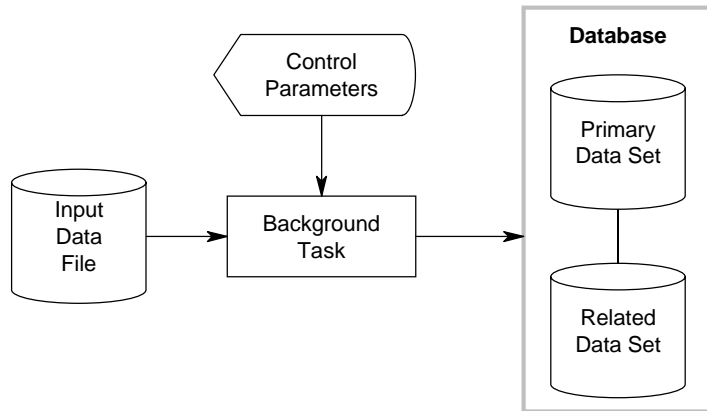 Control
Parameters
Input
Data
File
Background
Task
Database
Primary
Data Set
Related
Data Set